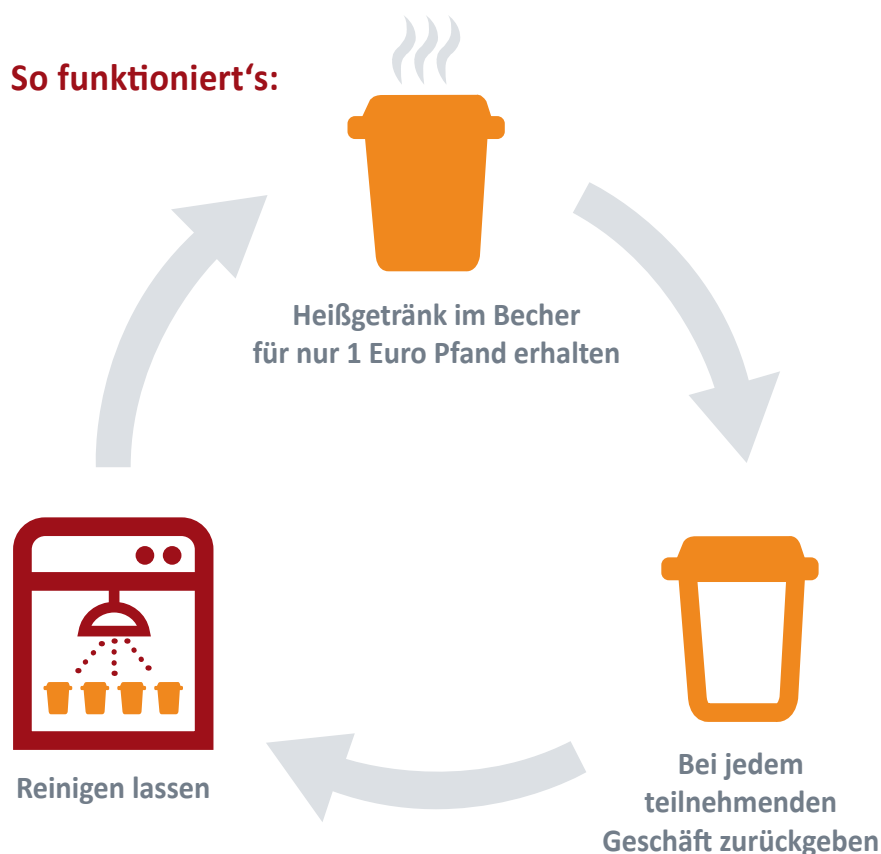 So funktioniert‘s:
Heißgetränk im Becher
für nur 1 Euro Pfand erhalten
Bei jedem
teilnehmenden
Geschäft zurückgeben
Reinigen lassen